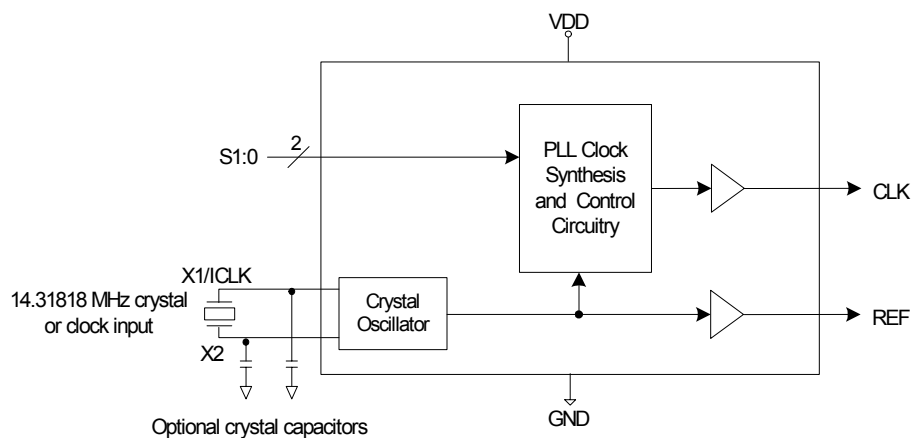 VDD
2
S1:0
PLL Clock
Synthesis
and Control
Circuitry
CLK
X1/ICLK
14.31818 MHz crystal
or clock input
X2
Crystal
Oscillator
REF
GND
Optional crystal capacitors